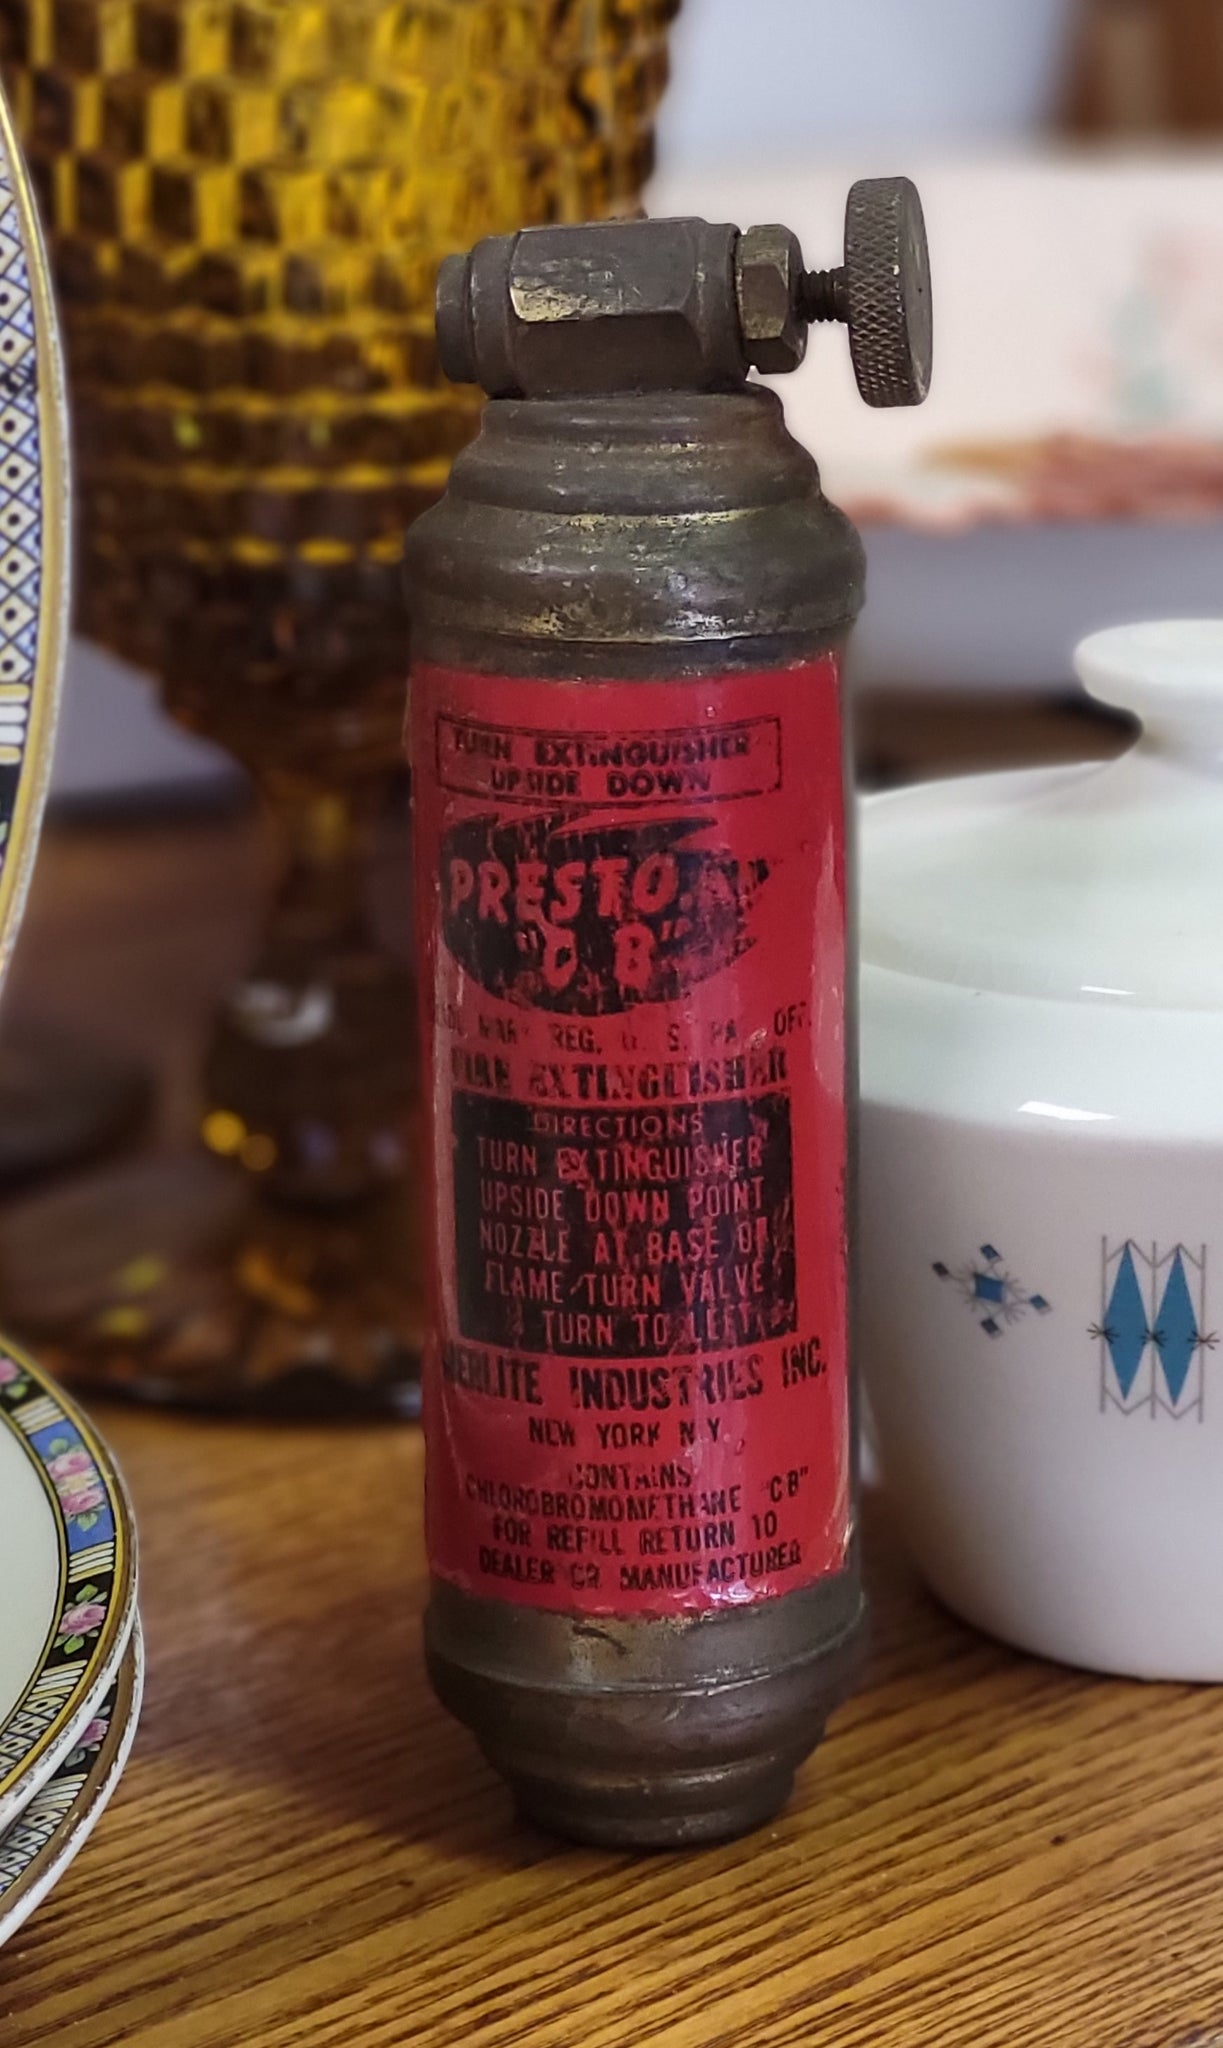 TURN EXTINGUISHER
UPSIDE DOWN
PRESTO
"C B"
REG. U. S. PA OFF.
FIRE EXTINGUISHER
DIRECTIONS
TURN EXTINGUISHER
UPSIDE DOWN POINT
NOZZLE AT BASE OF
FLAME TURN VALVE
TURN TO LEFT
INDUSTRIES INC.
NEW YORK N.Y.
CONTAINS
CHLOROBROMOMETHANE "CB"
FOR REFILL RETURN TO
DEALER OR MANUFACTURER